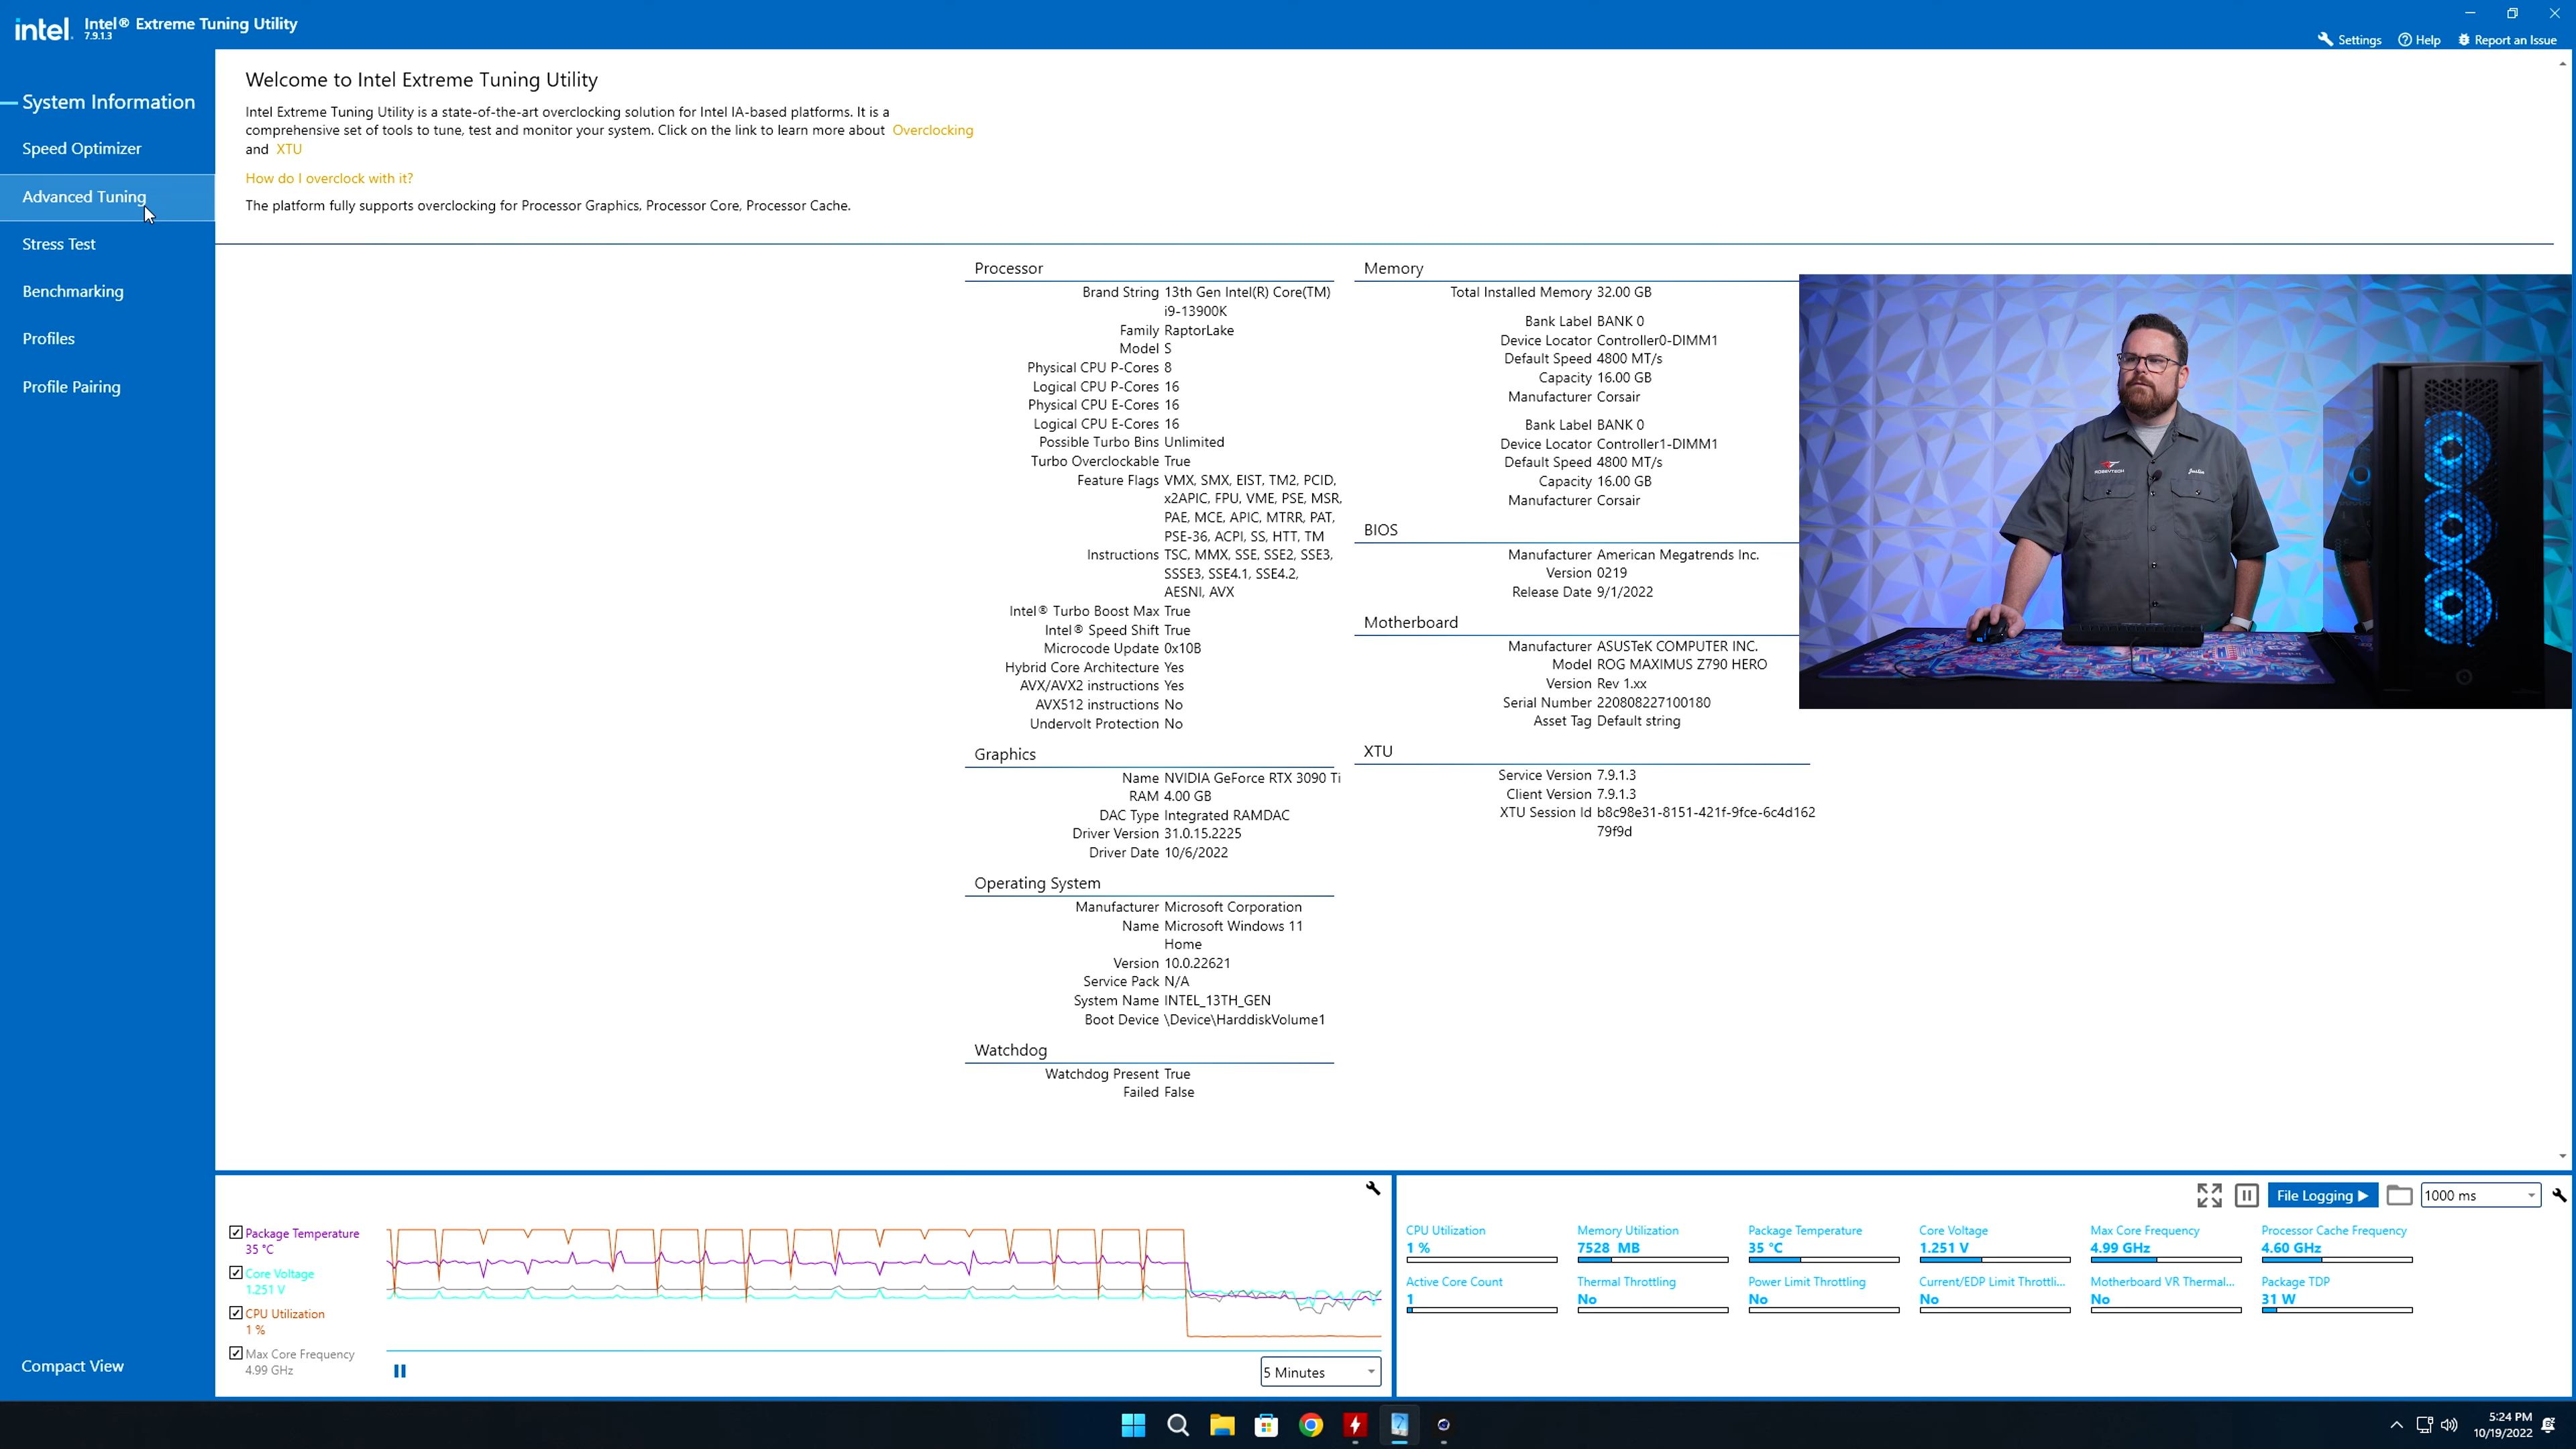 intel.
Intel® Extreme Tuning Utility
7.9.1.3
Settings
Help
Report an Issue
System Information
Speed Optimizer
Advanced Tuning
Stress Test
Benchmarking
Profiles
Profile Pairing
Compact View
Welcome to Intel Extreme Tuning Utility
Intel Extreme Tuning Utility is a state-of-the-art overclocking solution for Intel IA-based platforms. It is a
comprehensive set of tools to tune, test and monitor your system. Click on the link to learn more about Overclocking
and XTU
How do I overclock with it?
The platform fully supports overclocking for Processor Graphics, Processor Core, Processor Cache.
Processor
Brand String 13th Gen Intel(R) Core(TM)
i9-13900K
Family RaptorLake
Model S
Physical CPU P-Cores 8
Logical CPU P-Cores 16
Physical CPU E-Cores 16
Logical CPU E-Cores 16
Possible Turbo Bins Unlimited
Turbo Overclockable True
Feature Flags VMX, SMX, EIST, TM2, PCID,
x2APIC, FPU, VME, PSE, MSR,
PAE, MCE, APIC, MTRR, PAT,
PSE-36, ACPI, SS, HTT, TM
Instructions TSC, MMX, SSE, SSE2, SSE3,
SSSE3, SSE4.1, SSE4.2,
AESNI, AVX
Intel® Turbo Boost Max True
Intel® Speed Shift True
Microcode Update 0x10B
Hybrid Core Architecture Yes
AVX/AVX2 instructions Yes
AVX512 instructions No
Undervolt Protection No
Graphics
Name NVIDIA GeForce RTX 3090 Ti
RAM 4.00 GB
DAC Type Integrated RAMDAC
Driver Version 31.0.15.2225
Driver Date 10/6/2022
Operating System
Manufacturer Microsoft Corporation
Name Microsoft Windows 11
Home
Version 10.0.22621
Service Pack N/A
System Name INTEL_13TH_GEN
Boot Device \Device\HarddiskVolume1
Watchdog
Watchdog Present True
Failed False
Memory
Total Installed Memory 32.00 GB
Bank Label BANK 0
Device Locator Controller0-DIMM1
Default Speed 4800 MT/s
Capacity 16.00 GB
Manufacturer Corsair
Bank Label BANK 0
Device Locator Controller1-DIMM1
Default Speed 4800 MT/s
Capacity 16.00 GB
Manufacturer Corsair
BIOS
Manufacturer American Megatrends Inc.
Version 0219
Release Date 9/1/2022
Motherboard
Manufacturer ASUSTeK COMPUTER INC.
Model ROG MAXIMUS Z790 HERO
Version Rev 1.xx
Serial Number 220808227100180
Asset Tag Default string
XTU
Service Version 7.9.1.3
Client Version 7.9.1.3
XTU Session Id b8c98e31-8151-421f-9fce-6c4d162
79f9d
ROBEYTECH
Justin
Package Temperature
35 °C
Core Voltage
1.251 V
CPU Utilization
1 %
Max Core Frequency
4.99 GHz
5 Minutes
File Logging
1000 ms
CPU Utilization
1 %
Memory Utilization
7528 MB
Package Temperature
35 °C
Core Voltage
1.251 V
Max Core Frequency
4.99 GHz
Processor Cache Frequency
4.60 GHz
Active Core Count
1
Thermal Throttling
No
Power Limit Throttling
No
Current/EDP Limit Throttli...
No
Motherboard VR Thermal...
No
Package TDP
31 W
5:24 PM
10/19/2022